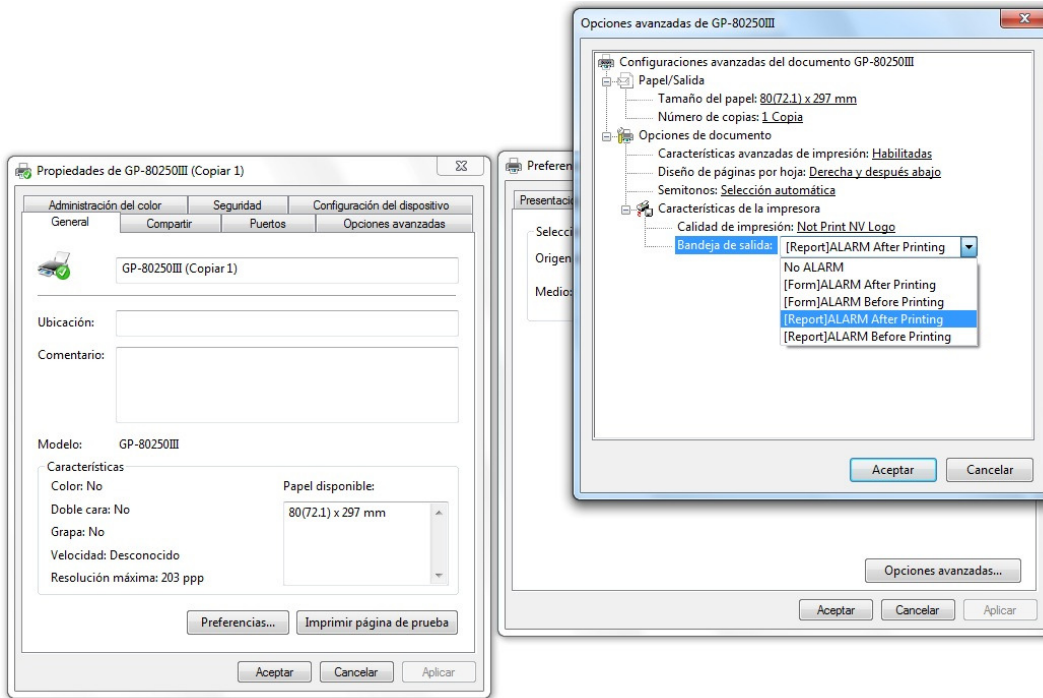 Propiedades de GP-80250III (Copiar 1)
Administración del color
Seguridad
Configuración del dispositivo
General
Compartir
Puertos
Opciones avanzadas
GP-80250III (Copiar 1)
Ubicación:
Comentario:
Modelo: GP-80250III
Características
Color: No
Doble cara: No
Grapa: No
Velocidad: Desconocido
Resolución máxima: 203 ppp
Papel disponible:
80(72.1) x 297 mm
Preferencias...
Imprimir página de prueba
Aceptar
Cancelar
Aplicar
Preferen
Presentació
Selecci
Origen
Medio:
Opciones avanzadas...
Aceptar
Cancelar
Aplicar
Opciones avanzadas de GP-80250III
Configuraciones avanzadas del documento GP-80250III
Papel/Salida
Tamaño del papel: 80(72.1) x 297 mm
Número de copias: 1 Copia
Opciones de documento
Características avanzadas de impresión: Habilitadas
Diseño de páginas por hoja: Derecha y después abajo
Semitonos: Selección automática
Características de la impresora
Calidad de impresión: Not Print NV Logo
Bandeja de salida: [Report]ALARM After Printing
No ALARM
[Form]ALARM After Printing
[Form]ALARM Before Printing
[Report]ALARM After Printing
[Report]ALARM Before Printing
Aceptar
Cancelar